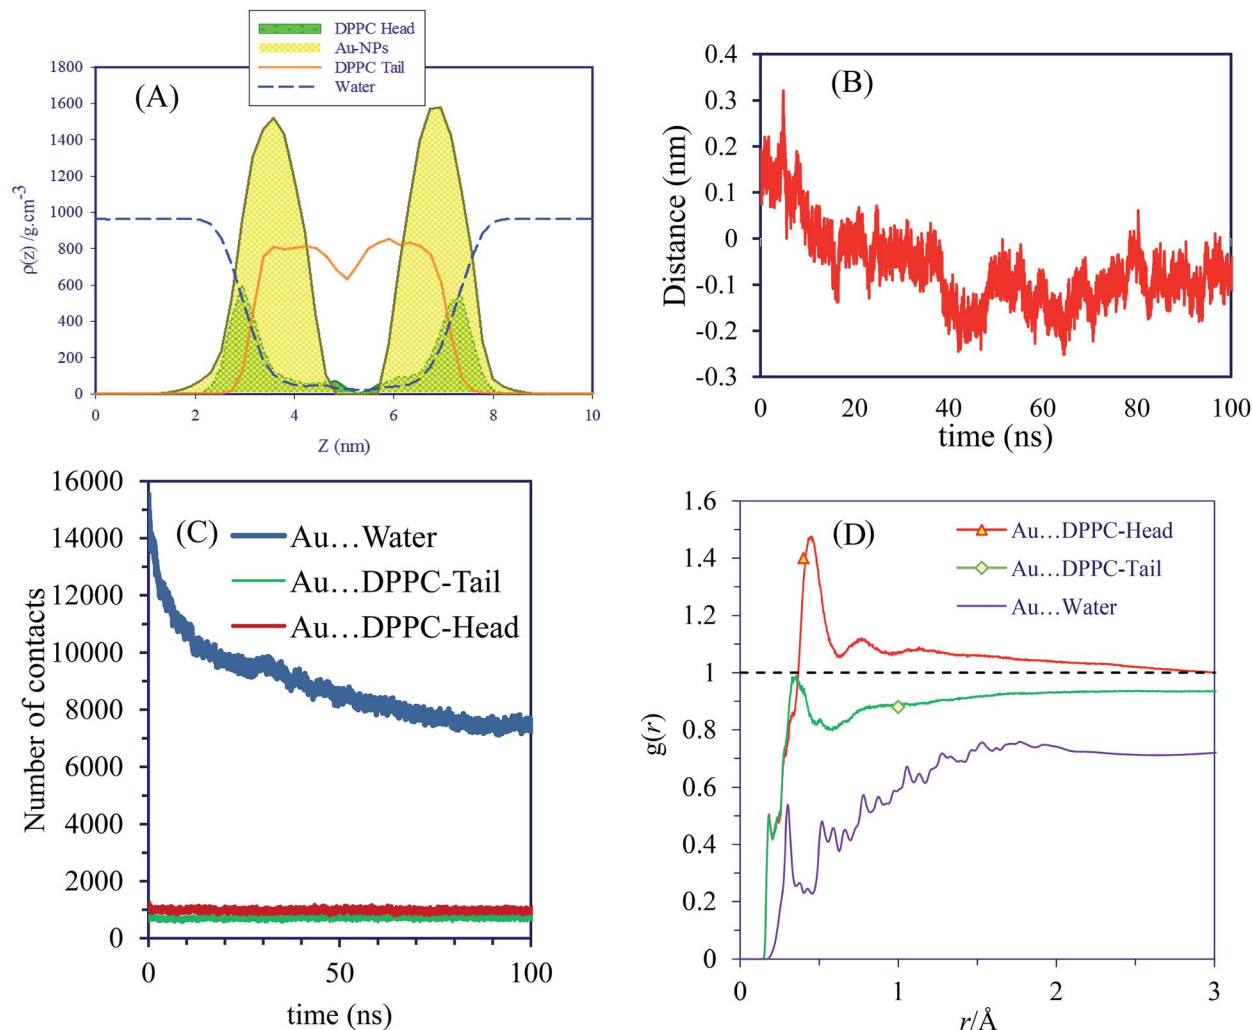 DPPC Head
Au-NPs
DPPC Tail
Water
(A)
1800
1600
1400
1200
1000
800
600
400
200
0
ρ(z) /g.cm-3
0 2 4 6 8 10
Z (nm)
(B)
0.4
0.3
0.2
0.1
0
-0.1
-0.2
-0.3
Distance (nm)
0 20 40 60 80 100
time (ns)
(C)
Au…Water
Au…DPPC-Tail
Au…DPPC-Head
16000
14000
12000
10000
8000
6000
4000
2000
0
Number of contacts
0 50 100
time (ns)
(D)
Au…DPPC-Head
Au…DPPC-Tail
Au…Water
1.6
1.4
1.2
1
0.8
0.6
0.4
0.2
0
g(r)
0 1 2 3
r/Å